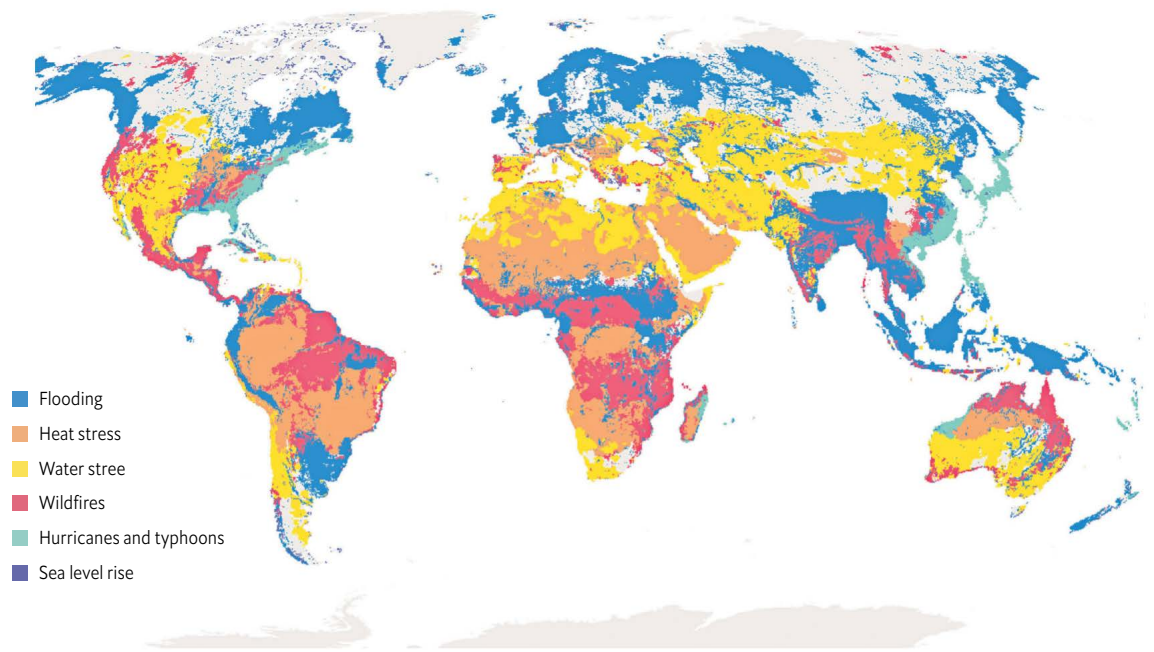 Flooding
Heat stress
Water stree
Wildfires
Hurricanes and typhoons
Sea level rise